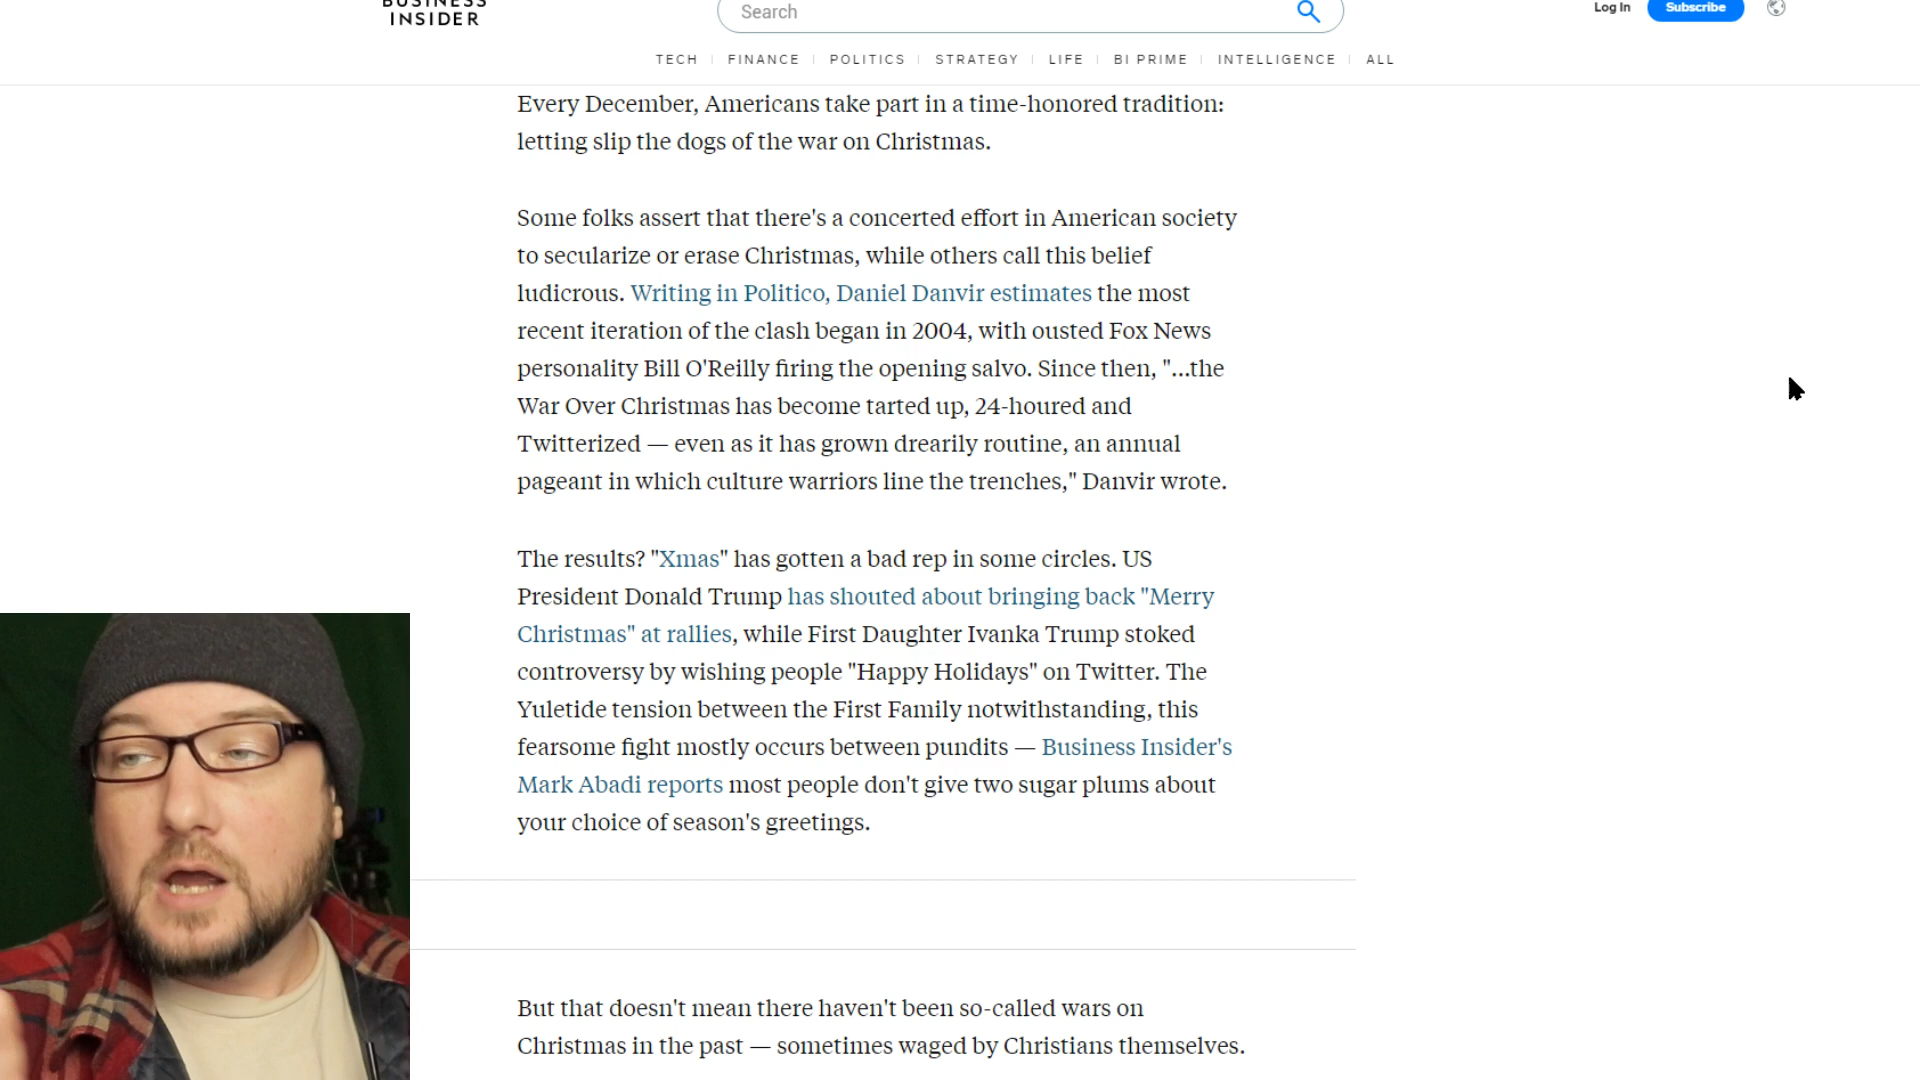 BUSINESS
INSIDER
Search
Log In
Subscribe
TECH
FINANCE
POLITICS
STRATEGY
LIFE
BI PRIME
INTELLIGENCE
ALL
Every December, Americans take part in a time-honored tradition:
letting slip the dogs of the war on Christmas.
Some folks assert that there's a concerted effort in American society
to secularize or erase Christmas, while others call this belief
ludicrous. Writing in Politico, Daniel Danvir estimates the most
recent iteration of the clash began in 2004, with ousted Fox News
personality Bill O'Reilly firing the opening salvo. Since then, "...the
War Over Christmas has become tarted up, 24-houred and
Twitterized — even as it has grown drearily routine, an annual
pageant in which culture warriors line the trenches," Danvir wrote.
The results? "Xmas" has gotten a bad rep in some circles. US
President Donald Trump has shouted about bringing back "Merry
Christmas" at rallies, while First Daughter Ivanka Trump stoked
controversy by wishing people "Happy Holidays" on Twitter. The
Yuletide tension between the First Family notwithstanding, this
fearsome fight mostly occurs between pundits — Business Insider's
Mark Abadi reports most people don't give two sugar plums about
your choice of season's greetings.
But that doesn't mean there haven't been so-called wars on
Christmas in the past — sometimes waged by Christians themselves.